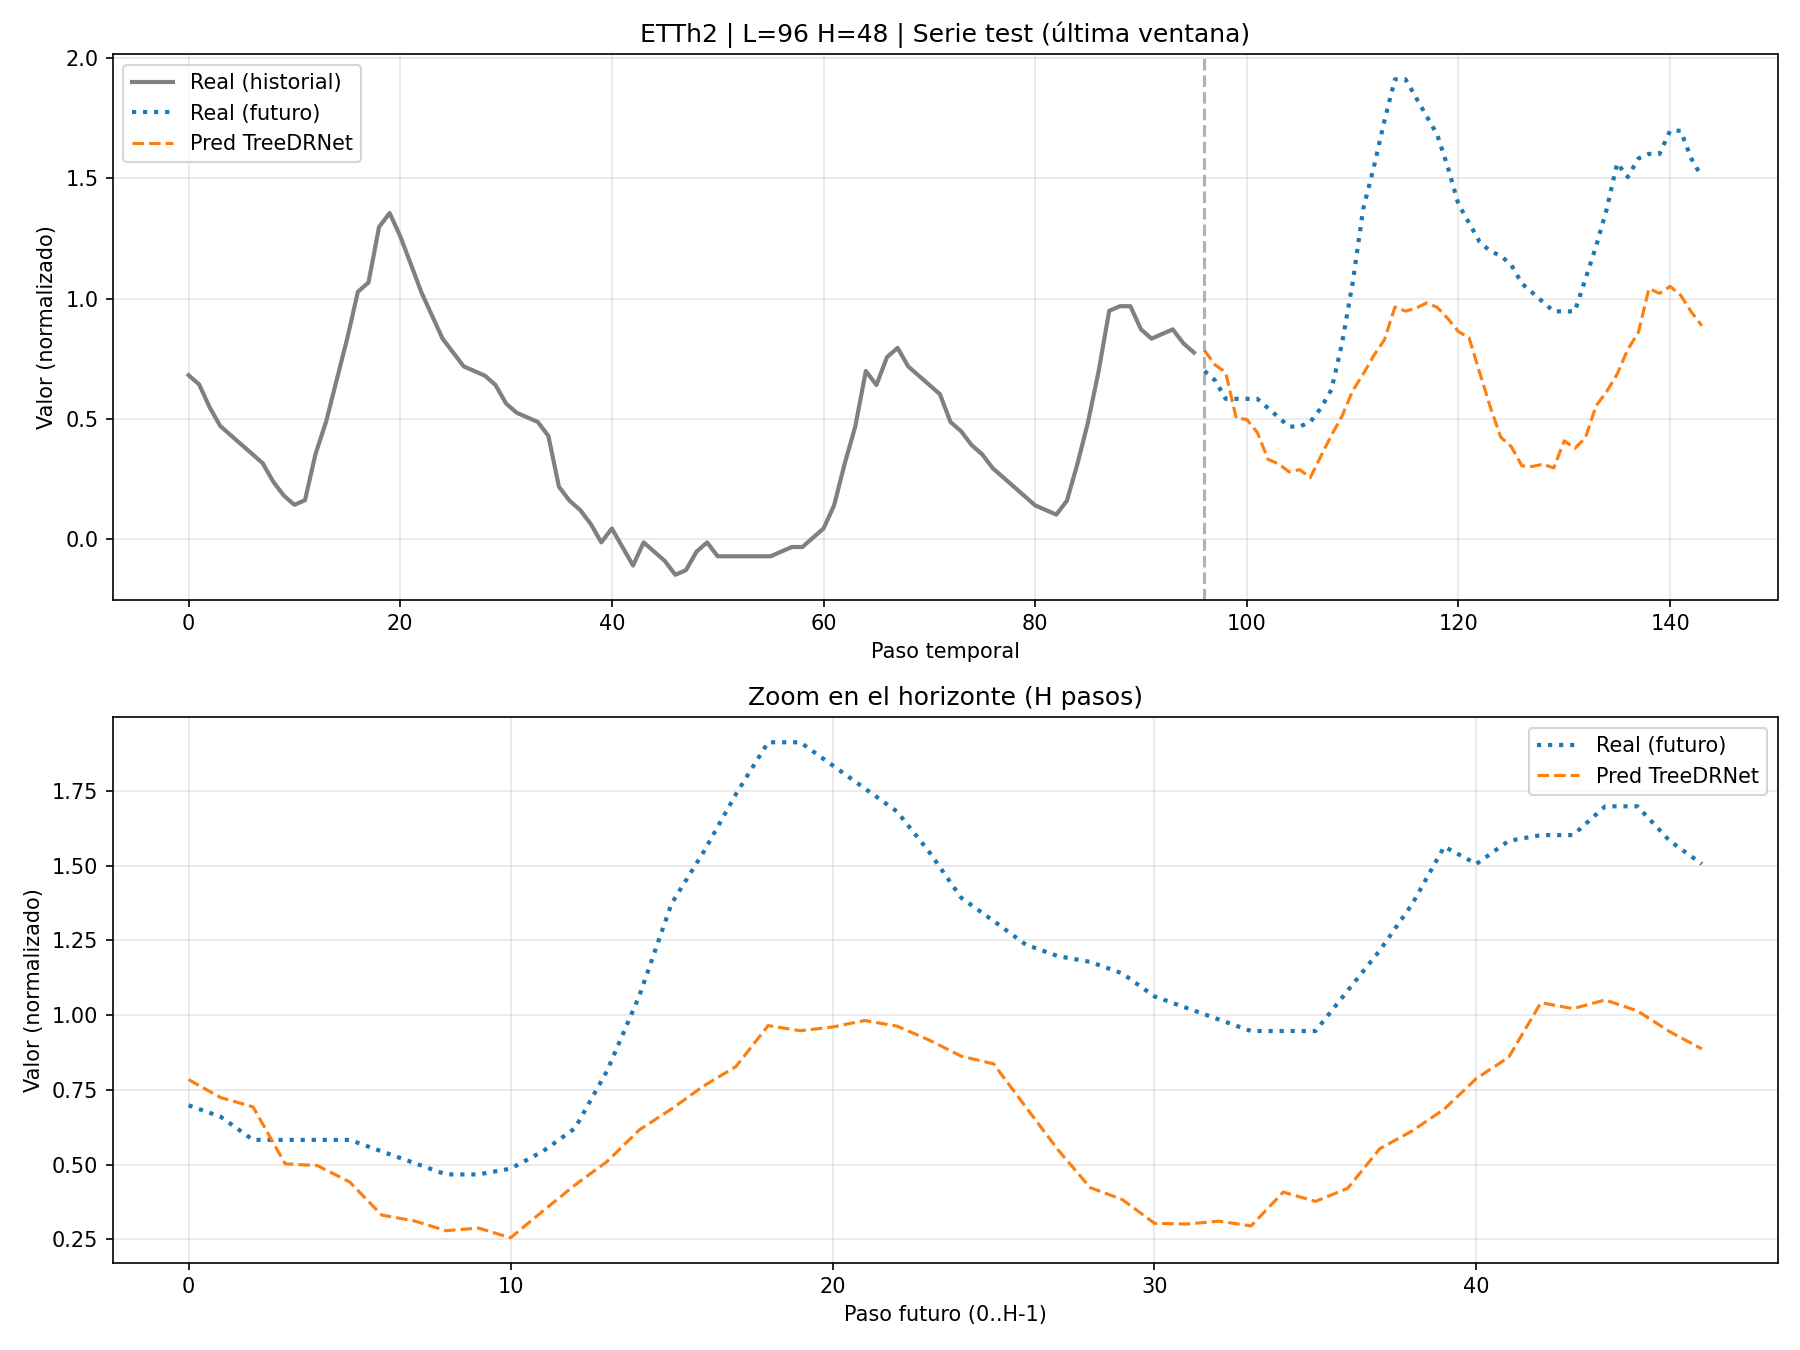 ETTh2 | L=96 H=48 | Serie test (última ventana)
Real (historial)
Real (futuro)
Pred TreeDRNet
Valor (normalizado)
2.0
1.5
1.0
0.5
0.0
0 20 40 60 80 100 120 140
Paso temporal
Zoom en el horizonte (H pasos)
Real (futuro)
Pred TreeDRNet
Valor (normalizado)
1.75
1.50
1.25
1.00
0.75
0.50
0.25
0 10 20 30 40
Paso futuro (0..H-1)